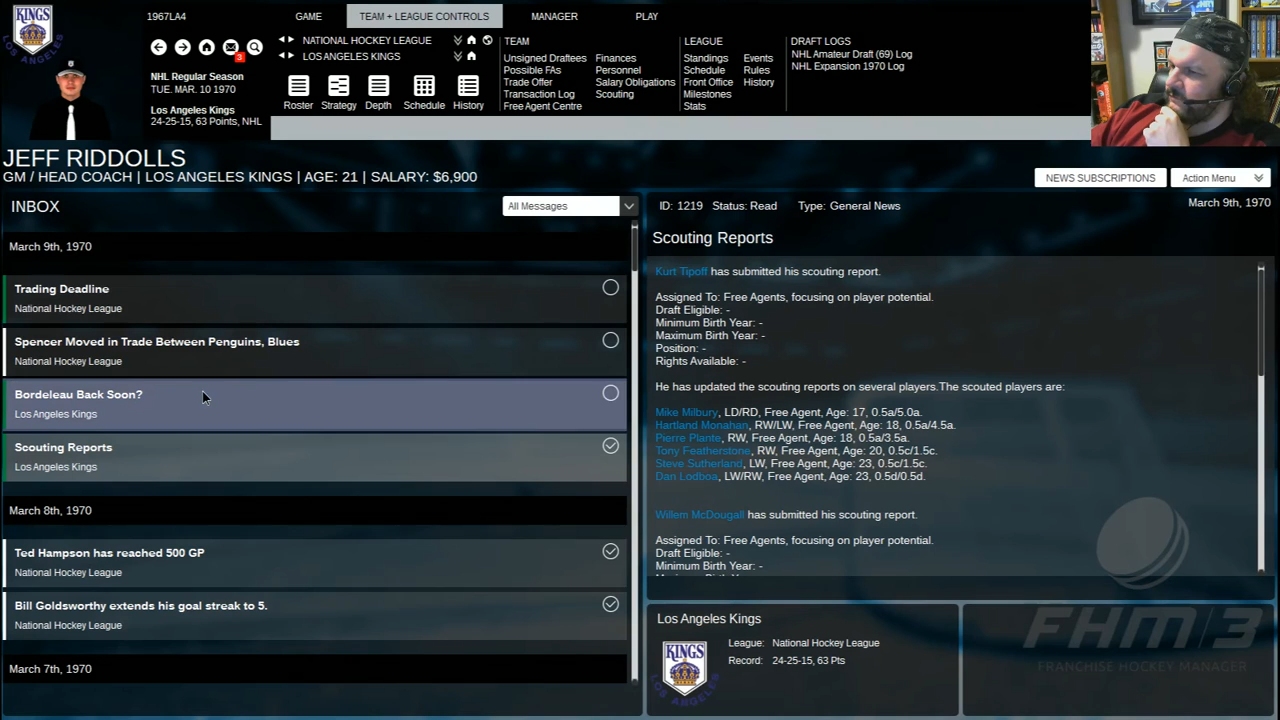 KINGS
LOS ANGELES
1967LA4
GAME
TEAM + LEAGUE CONTROLS
MANAGER
PLAY
3
NATIONAL HOCKEY LEAGUE
LOS ANGELES KINGS
Roster
Strategy
Depth
Schedule
History
NHL Regular Season
TUE. MAR. 10 1970
Los Angeles Kings
24-25-15, 63 Points, NHL
TEAM
Unsigned Draftees Finances
Possible FAs Personnel
Trade Offer Salary Obligations
Transaction Log Scouting
Free Agent Centre
LEAGUE
Standings Events
Schedule Rules
Front Office History
Milestones
Stats
DRAFT LOGS
NHL Amateur Draft (69) Log
NHL Expansion 1970 Log
JEFF RIDDOLLS
GM / HEAD COACH | LOS ANGELES KINGS | AGE: 21 | SALARY: $6,900
NEWS SUBSCRIPTIONS
Action Menu
INBOX
All Messages
March 9th, 1970
Trading Deadline
National Hockey League
Spencer Moved in Trade Between Penguins, Blues
National Hockey League
Bordeleau Back Soon?
Los Angeles Kings
Scouting Reports
Los Angeles Kings
March 8th, 1970
Ted Hampson has reached 500 GP
National Hockey League
Bill Goldsworthy extends his goal streak to 5.
National Hockey League
March 7th, 1970
ID: 1219 Status: Read Type: General News
March 9th, 1970
Scouting Reports
Kurt Tipoff has submitted his scouting report.
Assigned To: Free Agents, focusing on player potential.
Draft Eligible: -
Minimum Birth Year: -
Maximum Birth Year: -
Position: -
Rights Available: -
He has updated the scouting reports on several players.The scouted players are:
Mike Milbury, LD/RD, Free Agent, Age: 17, 0.5a/5.0a.
Hartland Monahan, RW/LW, Free Agent, Age: 18, 0.5a/4.5a.
Pierre Plante, RW, Free Agent, Age: 18, 0.5a/3.5a.
Tony Featherstone, RW, Free Agent, Age: 20, 0.5c/1.5c.
Steve Sutherland, LW, Free Agent, Age: 23, 0.5c/1.5c.
Dan Lodboa, LW/RW, Free Agent, Age: 23, 0.5d/0.5d.
Willem McDougall has submitted his scouting report.
Assigned To: Free Agents, focusing on player potential.
Draft Eligible: -
Minimum Birth Year: -
Los Angeles Kings
KINGS
LOS ANGELES
League: National Hockey League
Record: 24-25-15, 63 Pts
FHM/3
FRANCHISE HOCKEY MANAGER